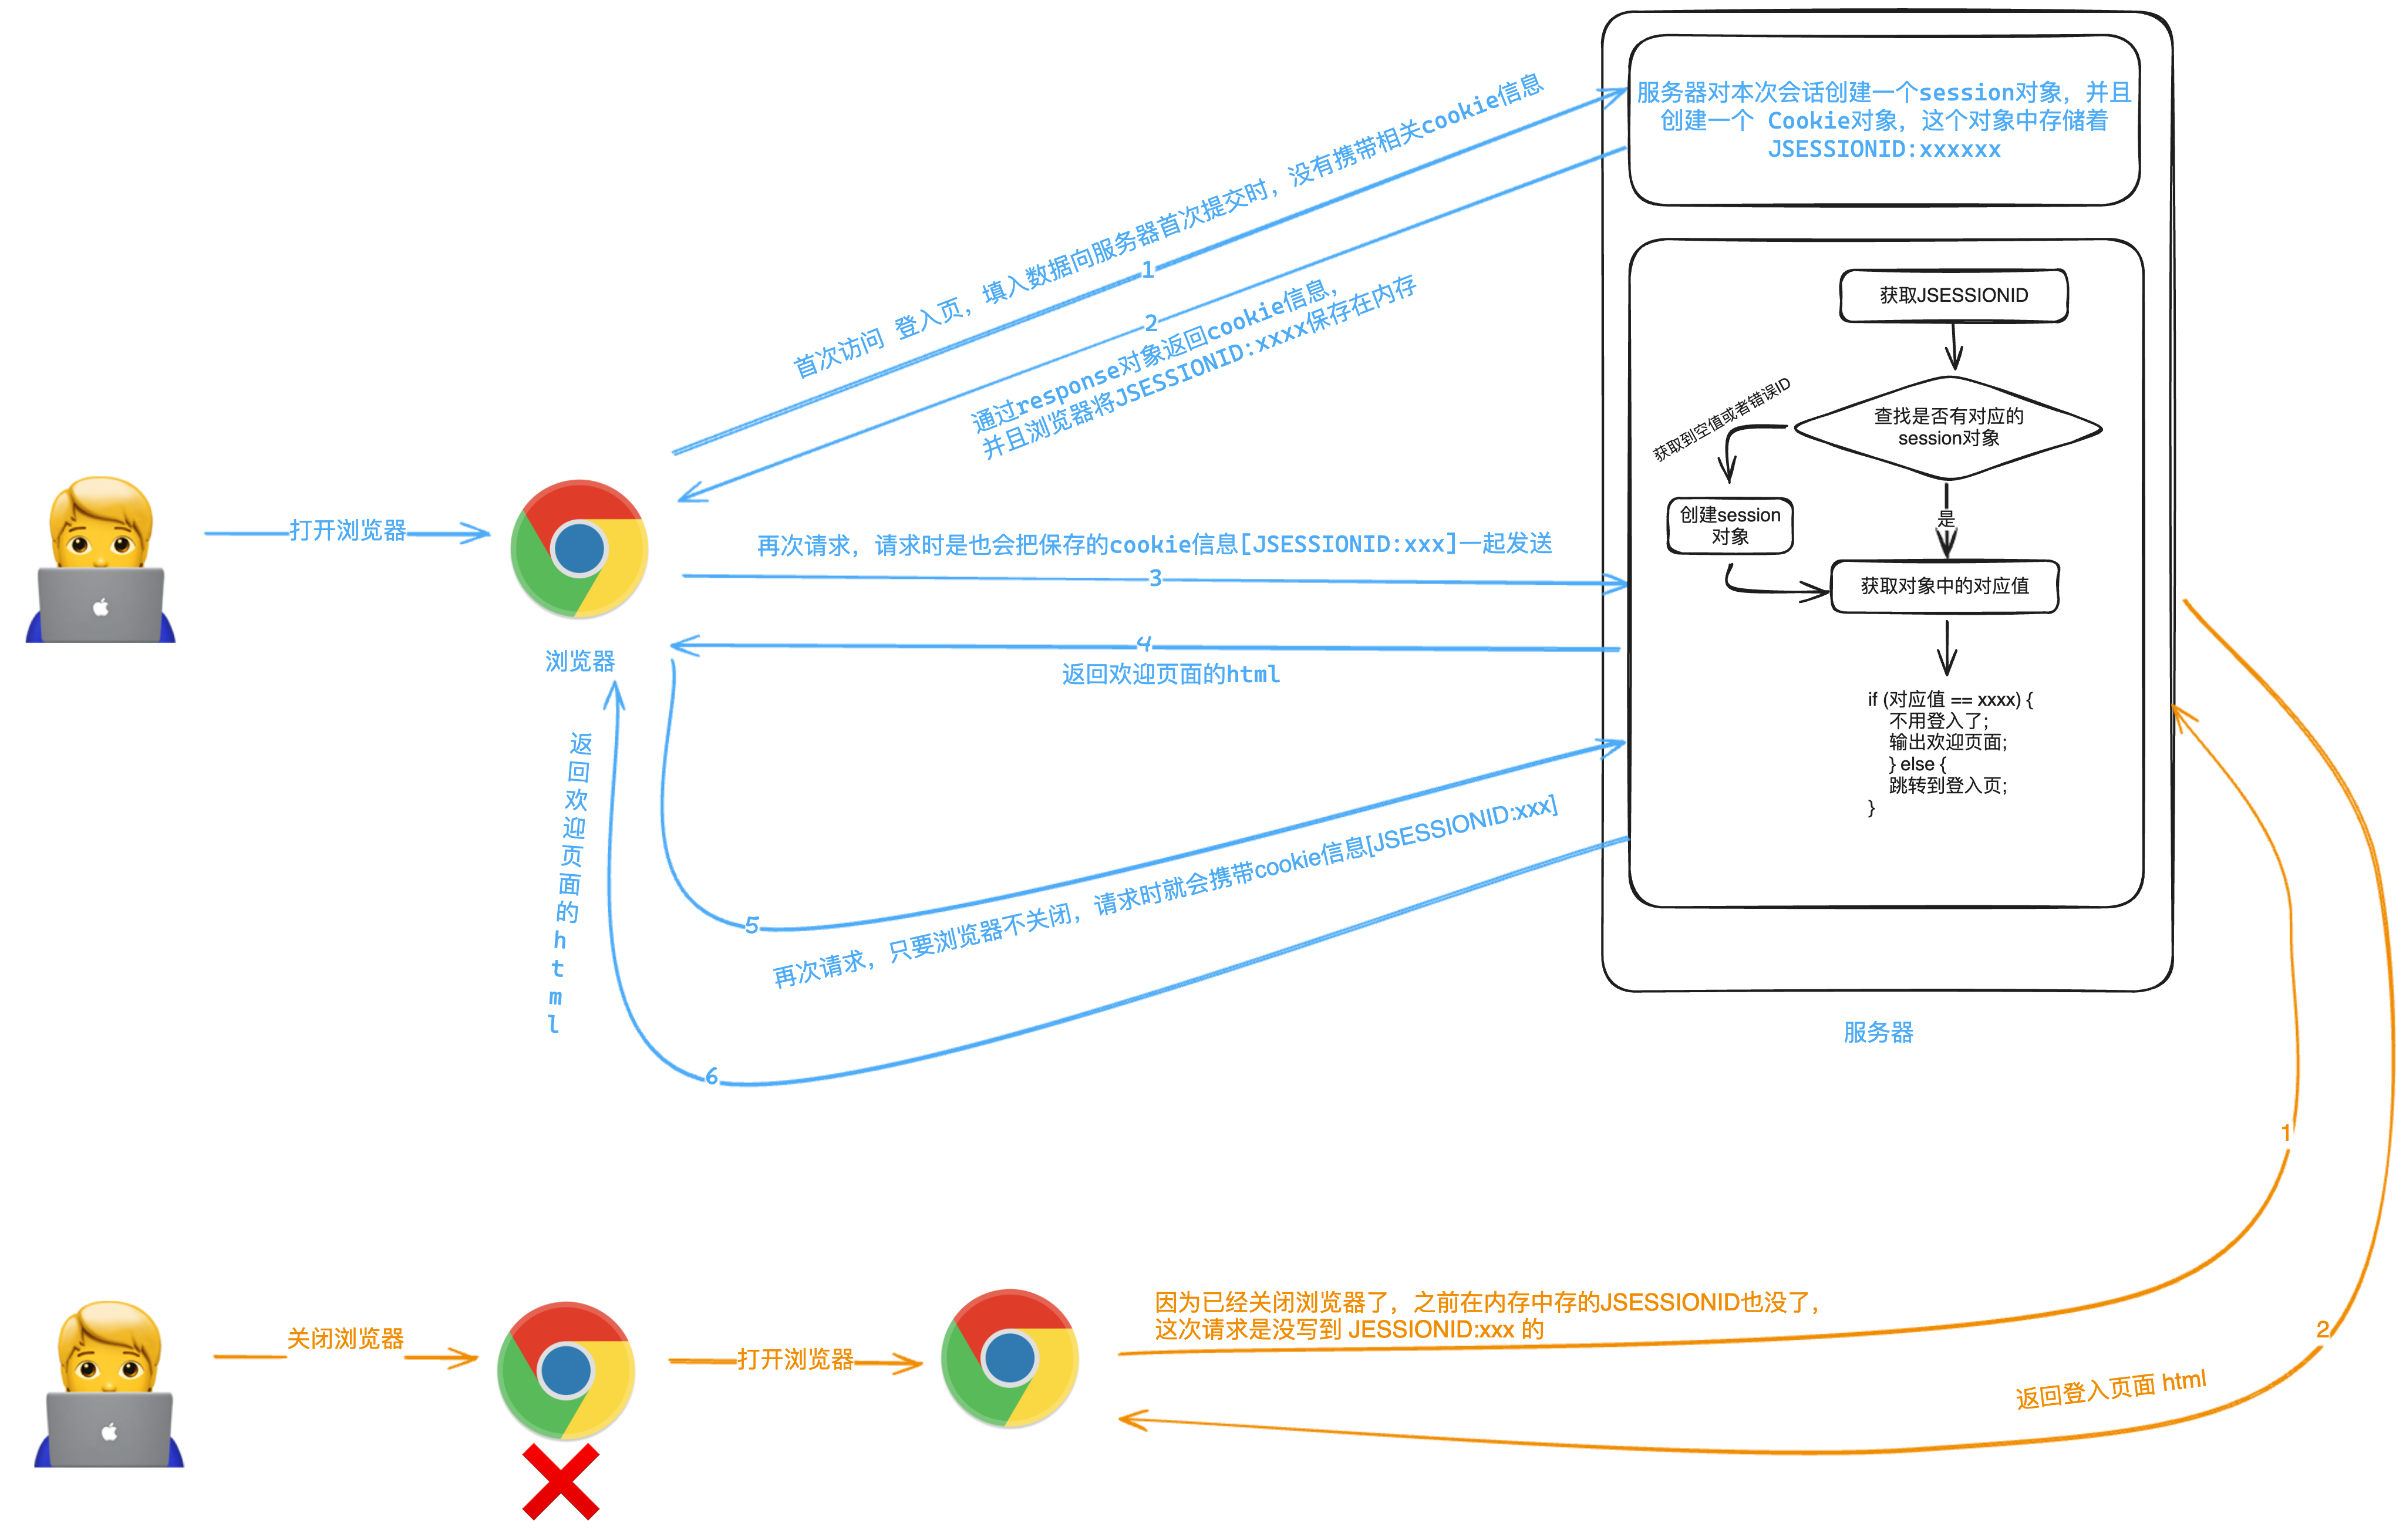 服务器对本次会话创建一个session对象，并且
创建一个 Cookie对象，这个对象中存储着
JSESSIONID:xxxxxx
首次访问 登入页，填入数据向服务器首次提交时，没有携带相关cookie信息
1
2
通过response对象返回cookie信息，
并且浏览器将JSESSIONID:xxxx保存在内存
获取JSESSIONID
查找是否有对应的
session对象
获取到空值或者错误ID
创建session
对象
是
获取对象中的对应值
if (对应值 == xxxx) {
不用登入了;
输出欢迎页面;
} else {
跳转到登入页;
}
打开浏览器
浏览器
再次请求，请求时是也会把保存的cookie信息[JSESSIONID:xxx]一起发送
3
4
返回欢迎页面的html
返回欢迎页面的html
5
再次请求，只要浏览器不关闭，请求时就会携带cookie信息[JSESSIONID:xxx]
6
服务器
关闭浏览器
打开浏览器
因为已经关闭浏览器了，之前在内存中存的JSESSIONID也没了，
这次请求是没写到 JESSIONID:xxx 的
1
2
返回登入页面 html